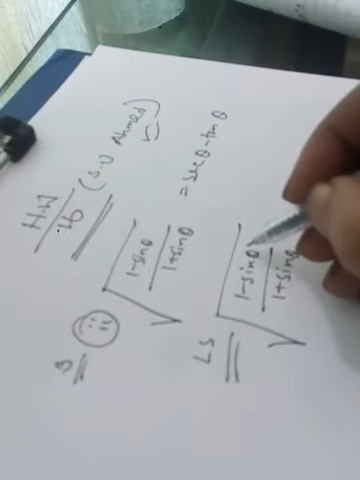 H.W
16 (S.U Ahmed)
√(1-sinθ / 1+sinθ) = secθ-tanθ
LS
√(1-sinθ / 1+sinθ)